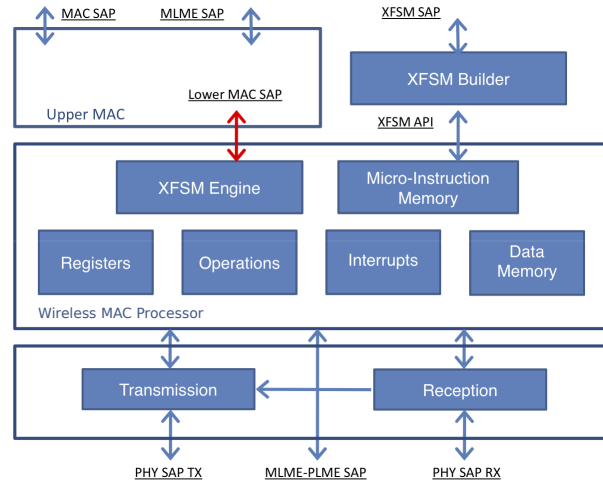 MAC SAP
MLME SAP
XFSM SAP
XFSM Builder
Lower MAC SAP
Upper MAC
XFSM API
XFSM Engine
Micro-Instruction
Memory
Registers
Operations
Interrupts
Data
Memory
Wireless MAC Processor
Transmission
Reception
PHY SAP TX
MLME-PLME SAP
PHY SAP RX